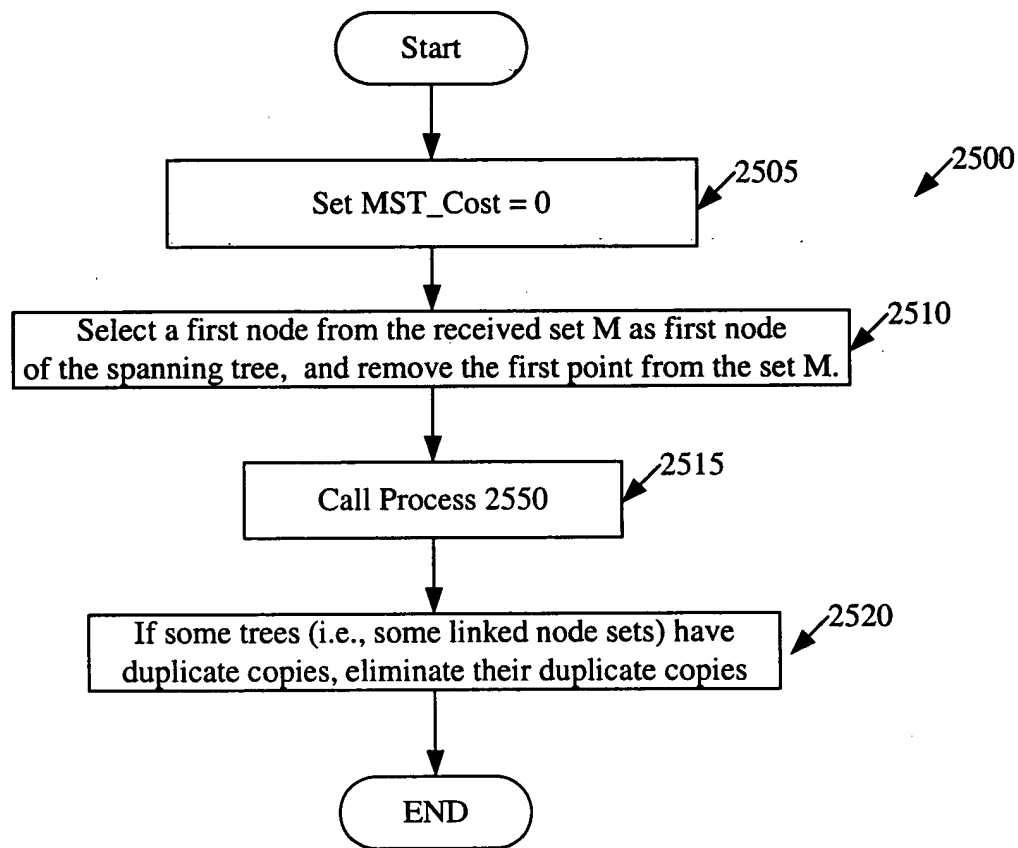 Start
Set MST_Cost = 0
2505
2500
Select a first node from the received set M as first node
of the spanning tree, and remove the first point from the set M.
2510
Call Process 2550
2515
If some trees (i.e., some linked node sets) have
duplicate copies, eliminate their duplicate copies
2520
END